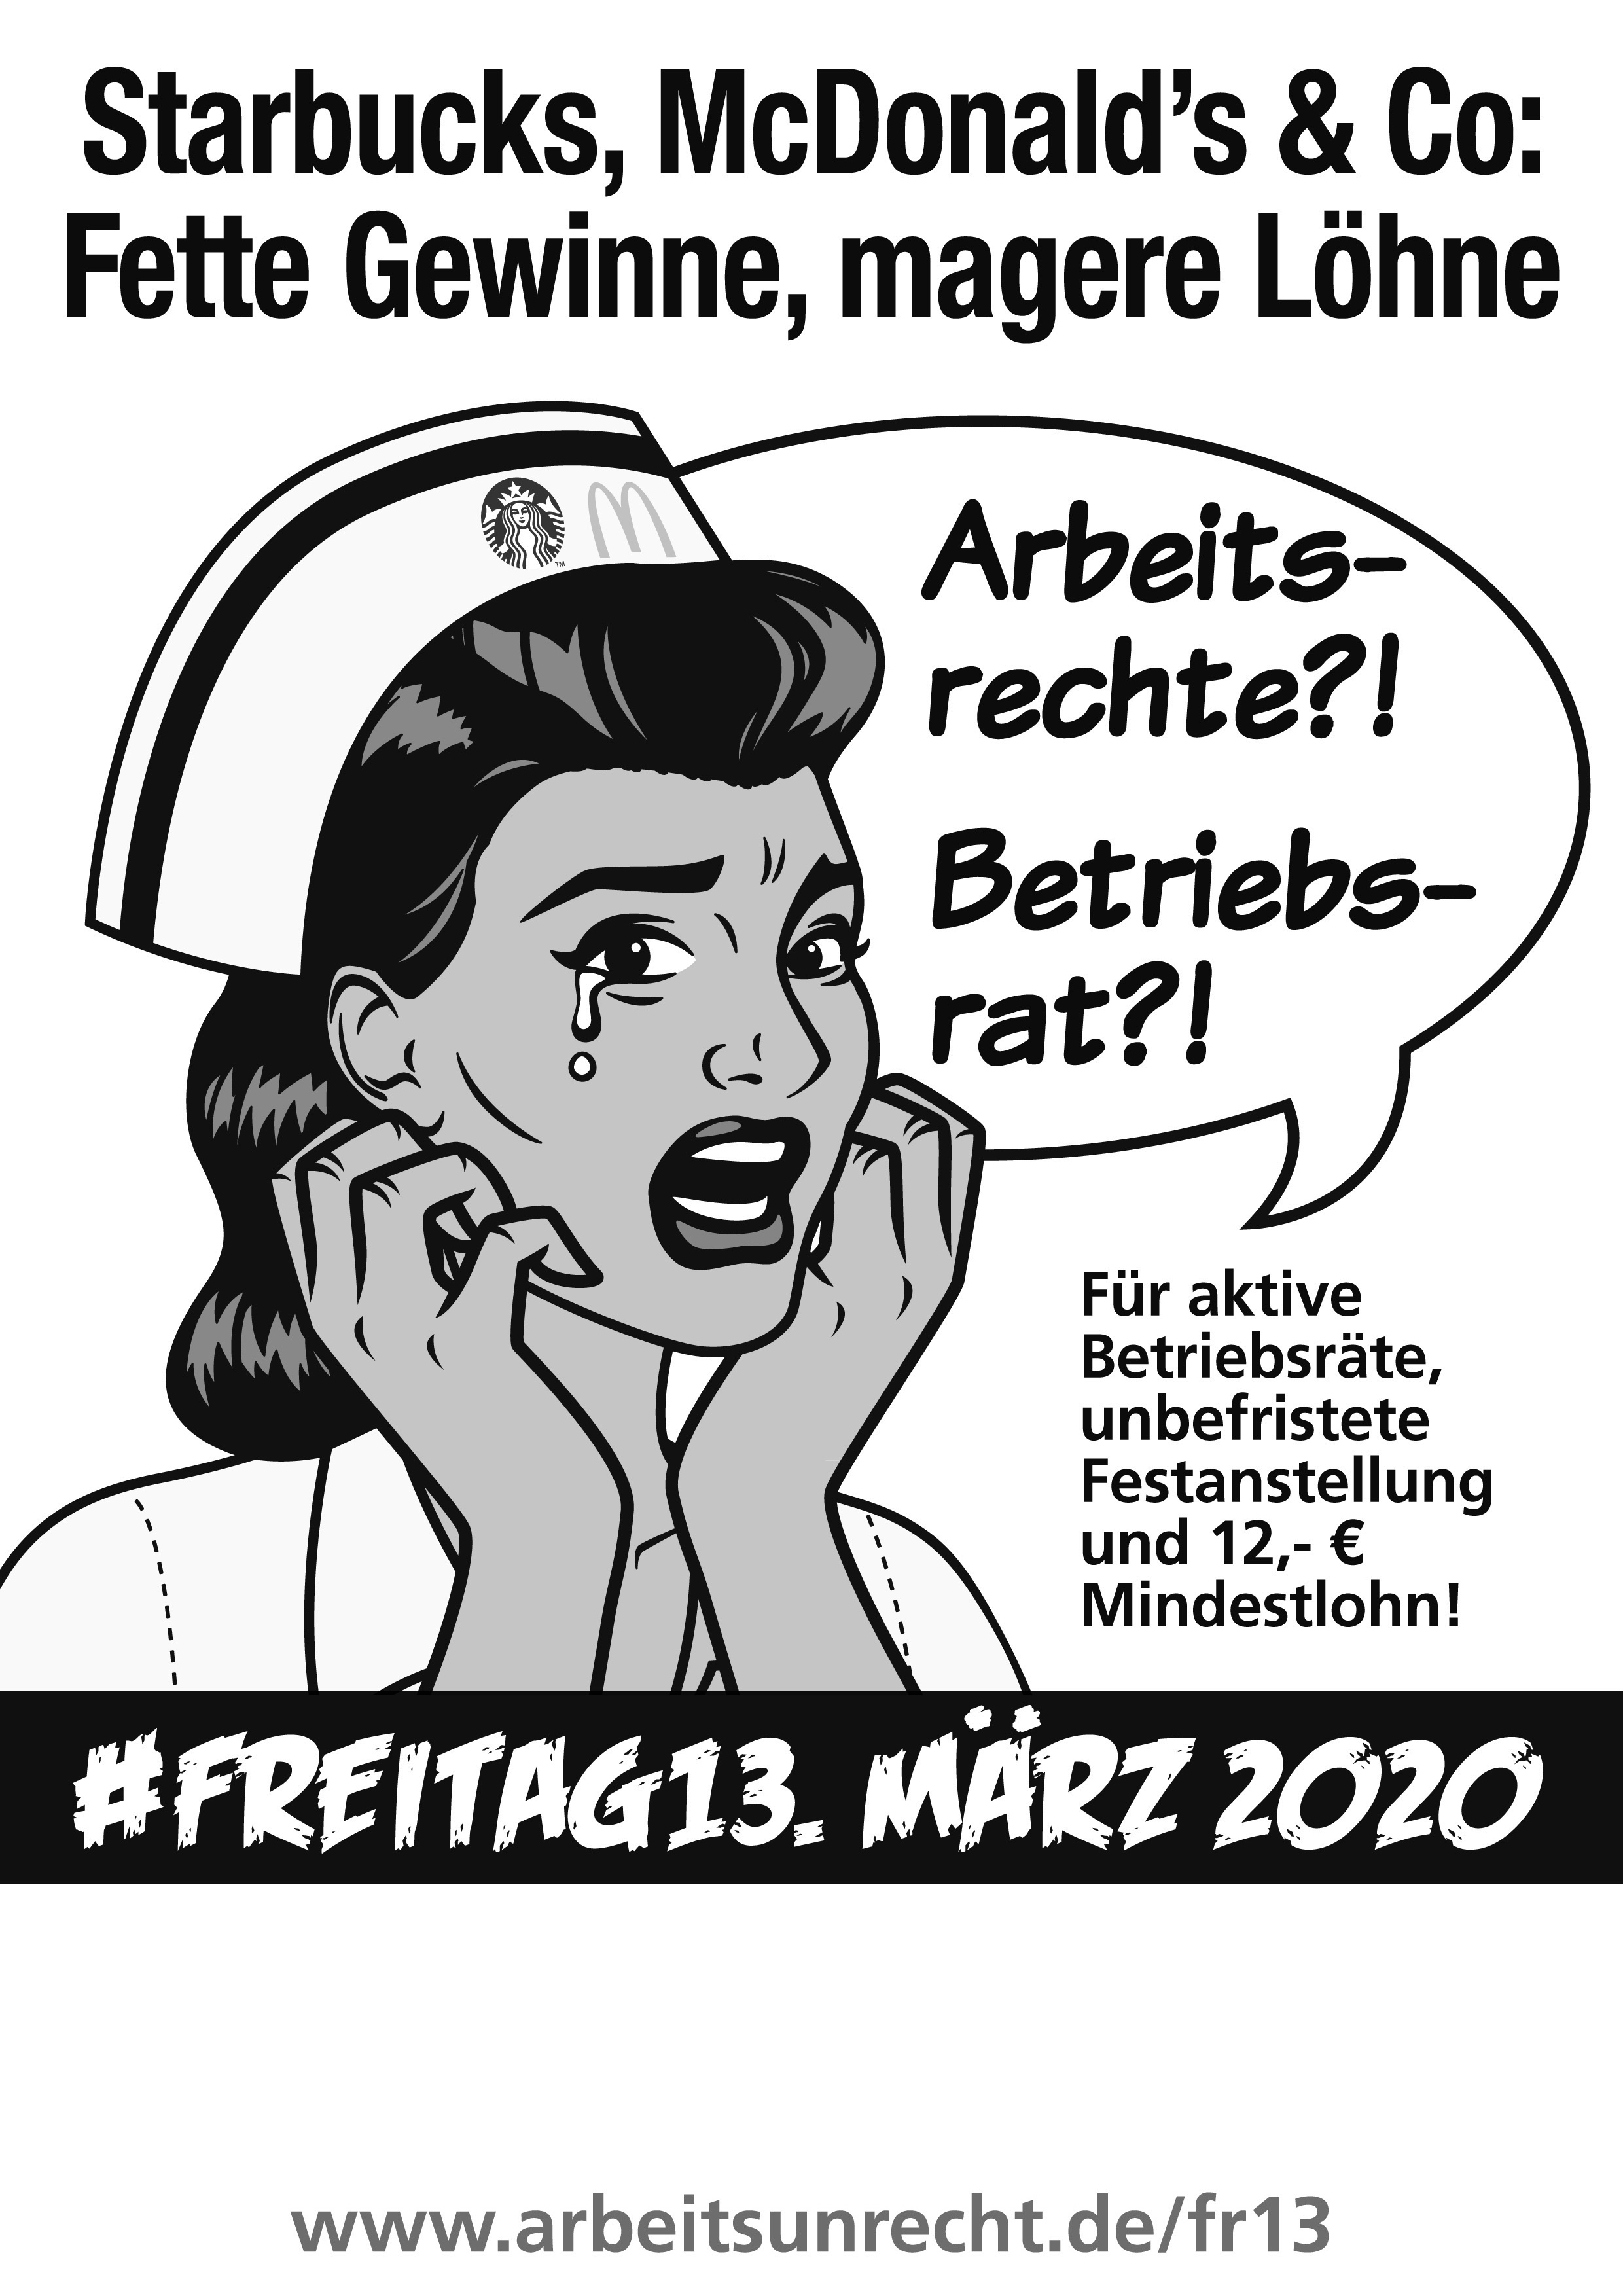 Starbucks, McDonald's & Co:
Fette Gewinne, magere Löhne
TM
Arbeits-
rechte?!
Betriebs-
rat?!
Für aktive
Betriebsräte,
unbefristete
Festanstellung
und 12,- €
Mindestlohn!
#FREITAG13. MÄRZ 2020
www.arbeitsunrecht.de/fr13